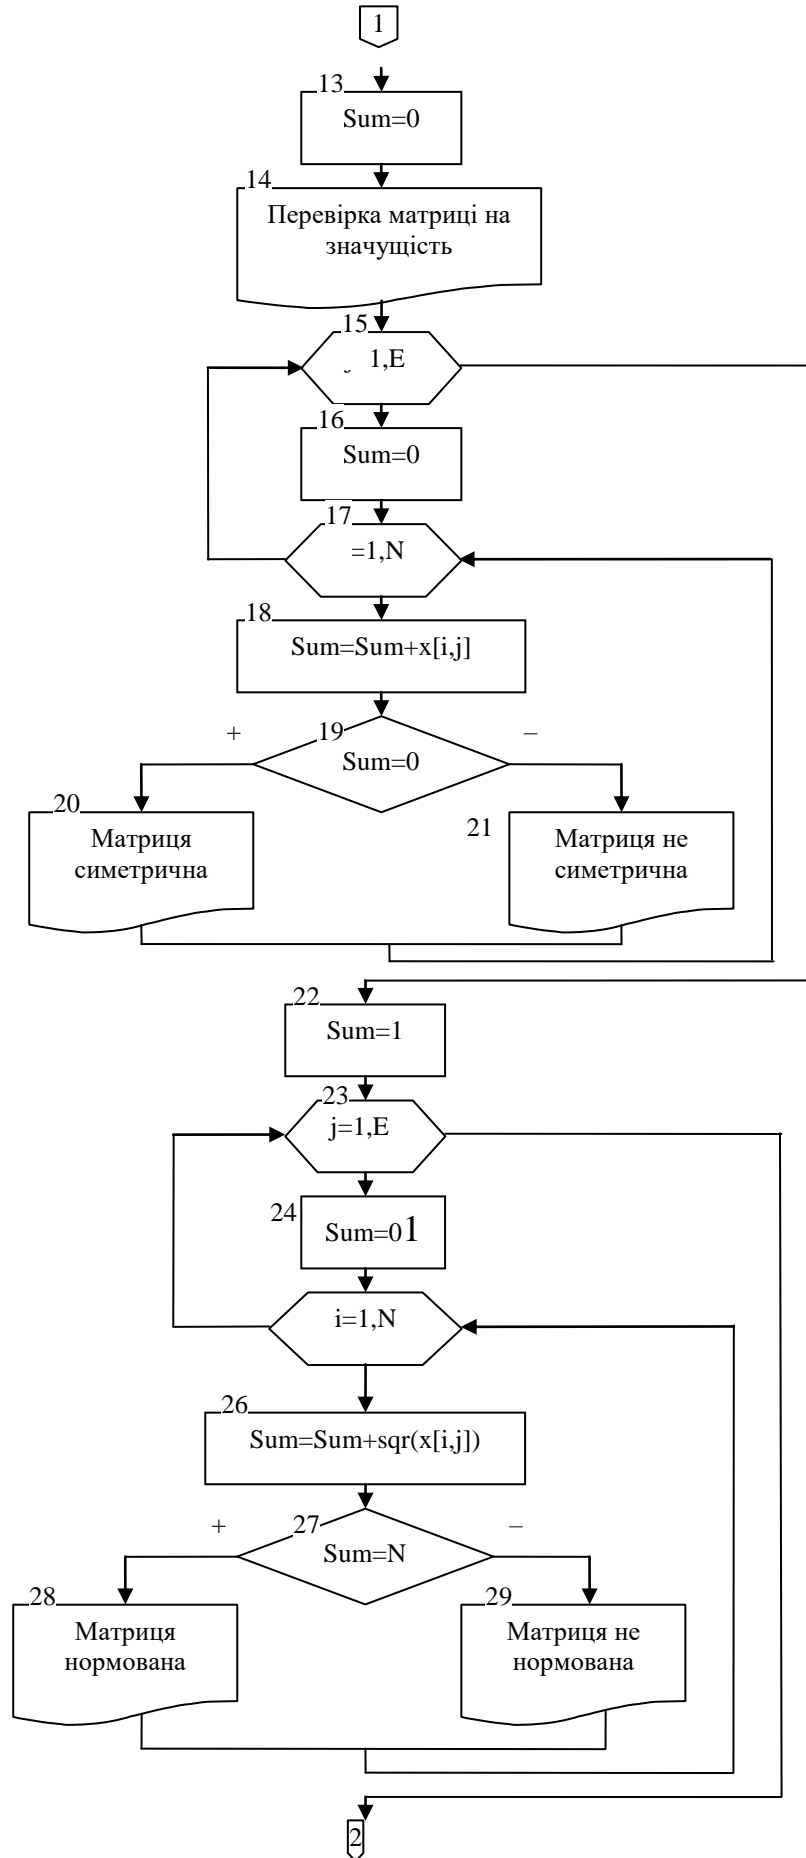 1
13
Sum=0
14
Перевірка матриці на
значущість
15
1,E
16
Sum=0
17
=1,N
18
Sum=Sum+x[i,j]
19
+
–
Sum=0
20
Матриця
симетрична
21
Матриця не
симетрична
22
Sum=1
23
j=1,E
24
Sum=01
i=1,N
26
Sum=Sum+sqr(x[i,j])
27
+
–
Sum=N
28
Матриця
нормована
29
Матриця не
нормована
2